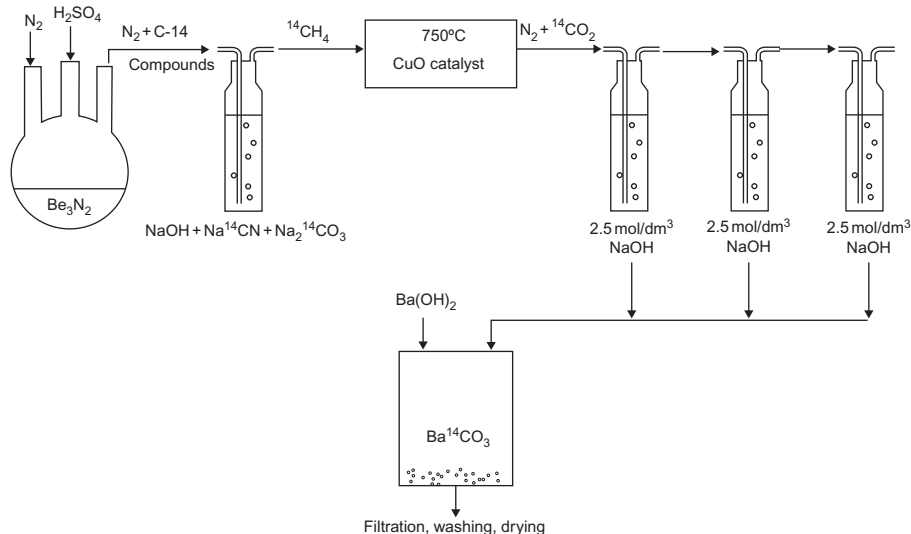 N₂
H₂SO₄
N₂ + C-14
Compounds
¹⁴CH₄
750ºC
CuO catalyst
N₂ + ¹⁴CO₂
Be₃N₂
NaOH + Na¹⁴CN + Na₂¹⁴CO₃
2.5 mol/dm³
NaOH
2.5 mol/dm³
NaOH
2.5 mol/dm³
NaOH
Ba(OH)₂
Ba¹⁴CO₃
Filtration, washing, drying